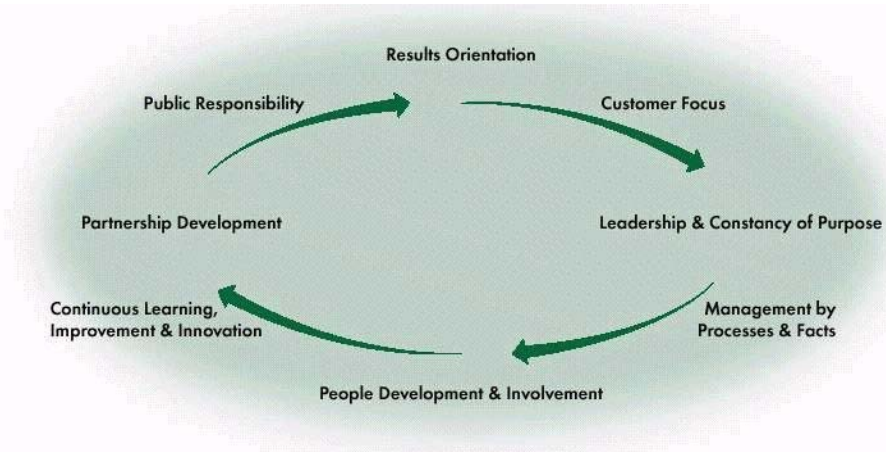 Results Orientation
Public Responsibility
Customer Focus
Partnership Development
Leadership & Constancy of Purpose
Continuous Learning,
Improvement & Innovation
Management by
Processes & Facts
People Development & Involvement